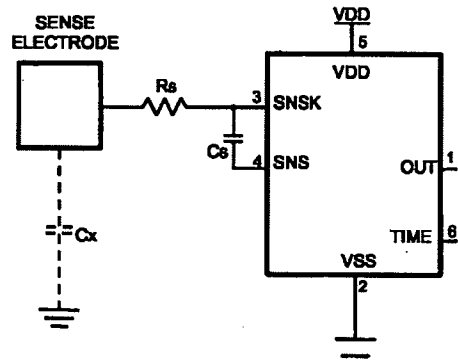 SENSE
ELECTRODE
VDD
5
VDD
Rs
3
SNSK
Cs
4
SNS
OUT
1
Cx
TIME
6
VSS
2